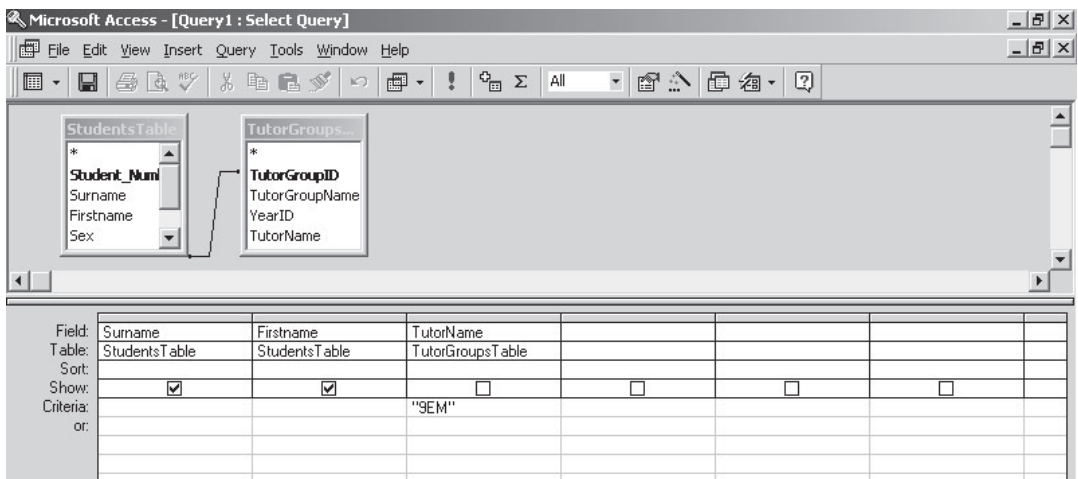 Microsoft Access - [Query1 : Select Query]
File Edit View Insert Query Tools Window Help
All
StudentsTable TutorGroups...
* *
Student_Num TutorGroupID
Surname TutorGroupName
Firstname YearID
Sex TutorName
Field: Surname Firstname TutorName
Table: StudentsTable StudentsTable TutorGroupsTable
Sort:
Show:
Criteria: "9EM"
or: